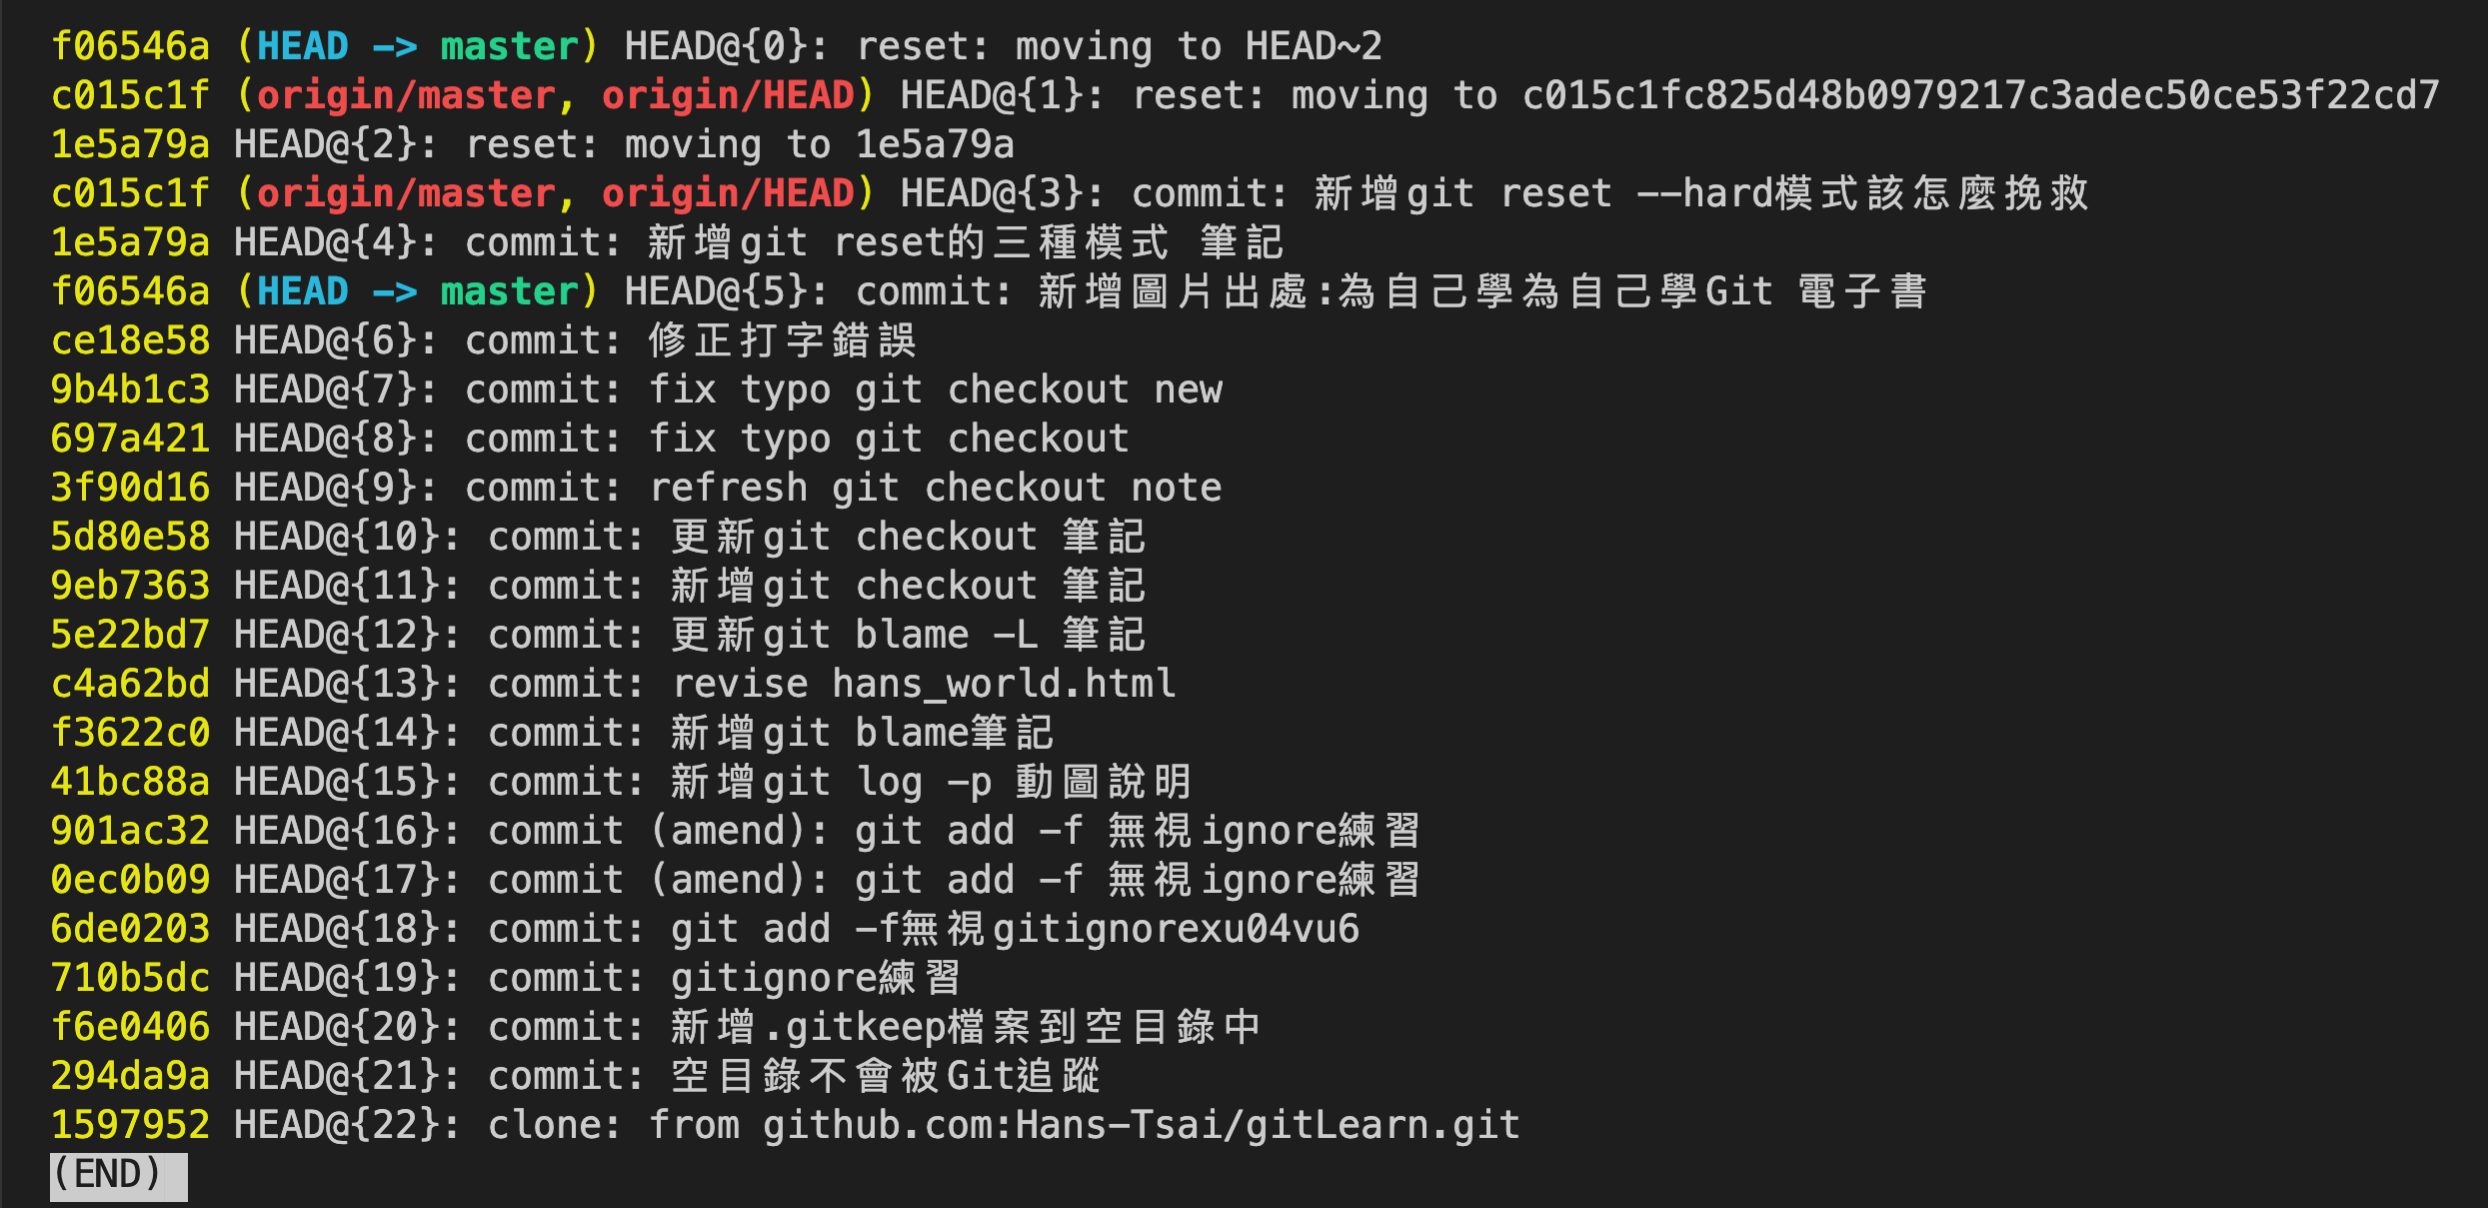 f06546a (HEAD -> master) HEAD@{0}: reset: moving to HEAD~2
c015c1f (origin/master, origin/HEAD) HEAD@{1}: reset: moving to c015c1fc825d48b0979217c3adec50ce53f22cd7
1e5a79a HEAD@{2}: reset: moving to 1e5a79a
c015c1f (origin/master, origin/HEAD) HEAD@{3}: commit: 新增git reset --hard模式該怎麼挽救
1e5a79a HEAD@{4}: commit: 新增git reset的三種模式 筆記
f06546a (HEAD -> master) HEAD@{5}: commit: 新增圖片出處:為自己學為自己學Git 電子書
ce18e58 HEAD@{6}: commit: 修正打字錯誤
9b4b1c3 HEAD@{7}: commit: fix typo git checkout new
697a421 HEAD@{8}: commit: fix typo git checkout
3f90d16 HEAD@{9}: commit: refresh git checkout note
5d80e58 HEAD@{10}: commit: 更新git checkout 筆記
9eb7363 HEAD@{11}: commit: 新增git checkout 筆記
5e22bd7 HEAD@{12}: commit: 更新git blame -L 筆記
c4a62bd HEAD@{13}: commit: revise hans_world.html
f3622c0 HEAD@{14}: commit: 新增git blame筆記
41bc88a HEAD@{15}: commit: 新增git log -p 動圖說明
901ac32 HEAD@{16}: commit (amend): git add -f 無視ignore練習
0ec0b09 HEAD@{17}: commit (amend): git add -f 無視ignore練習
6de0203 HEAD@{18}: commit: git add -f無視gitignorexu04vu6
710b5dc HEAD@{19}: commit: gitignore練習
f6e0406 HEAD@{20}: commit: 新增.gitkeep檔案到空目錄中
294da9a HEAD@{21}: commit: 空目錄不會被Git追蹤
1597952 HEAD@{22}: clone: from github.com:Hans-Tsai/gitLearn.git
(END)